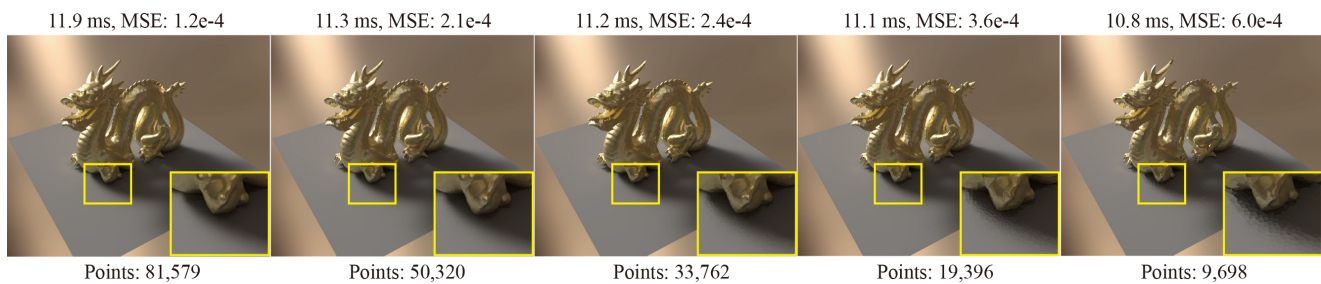 11.9 ms, MSE: 1.2e-4
11.3 ms, MSE: 2.1e-4
11.2 ms, MSE: 2.4e-4
11.1 ms, MSE: 3.6e-4
10.8 ms, MSE: 6.0e-4
Points: 81,579
Points: 50,320
Points: 33,762
Points: 19,396
Points: 9,698